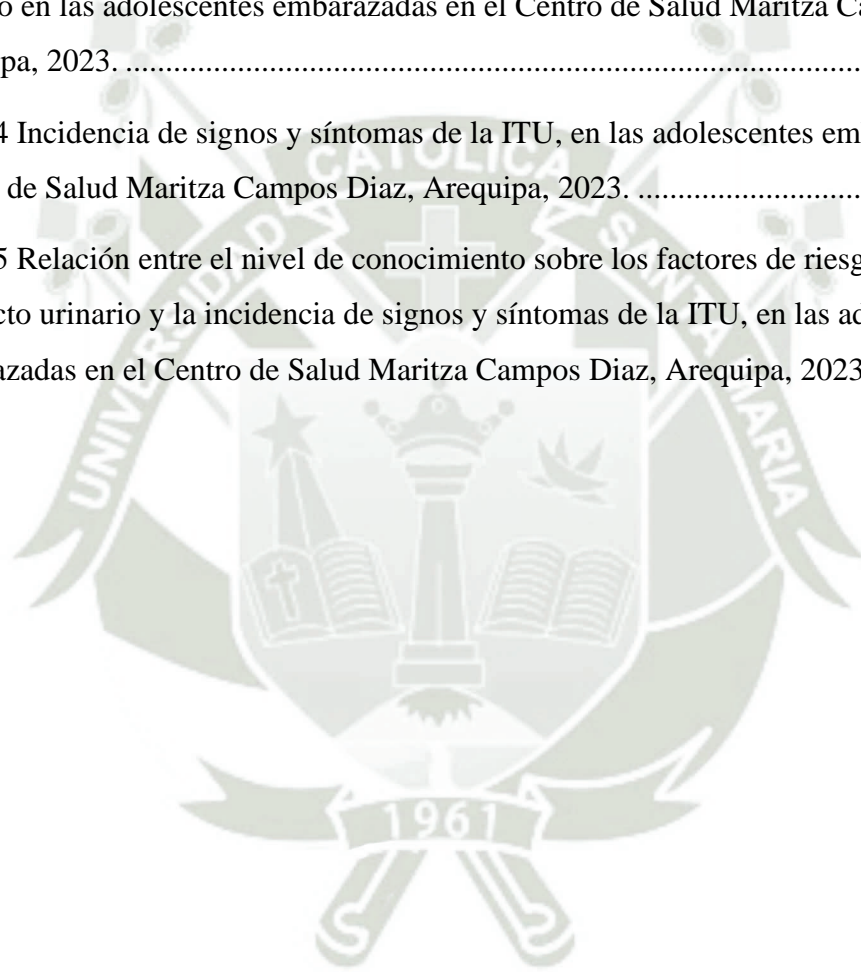 o en las adolescentes embarazadas en el Centro de Salud Maritza Ca
pa, 2023. ......................................................................................
4 Incidencia de signos y síntomas de la ITU, en las adolescentes em
de Salud Maritza Campos Diaz, Arequipa, 2023. ...........................
5 Relación entre el nivel de conocimiento sobre los factores de riesg
cto urinario y la incidencia de signos y síntomas de la ITU, en las ad
azadas en el Centro de Salud Maritza Campos Diaz, Arequipa, 2023
UNIVERSIDAD CATOLICA SANTA MARIA
1961